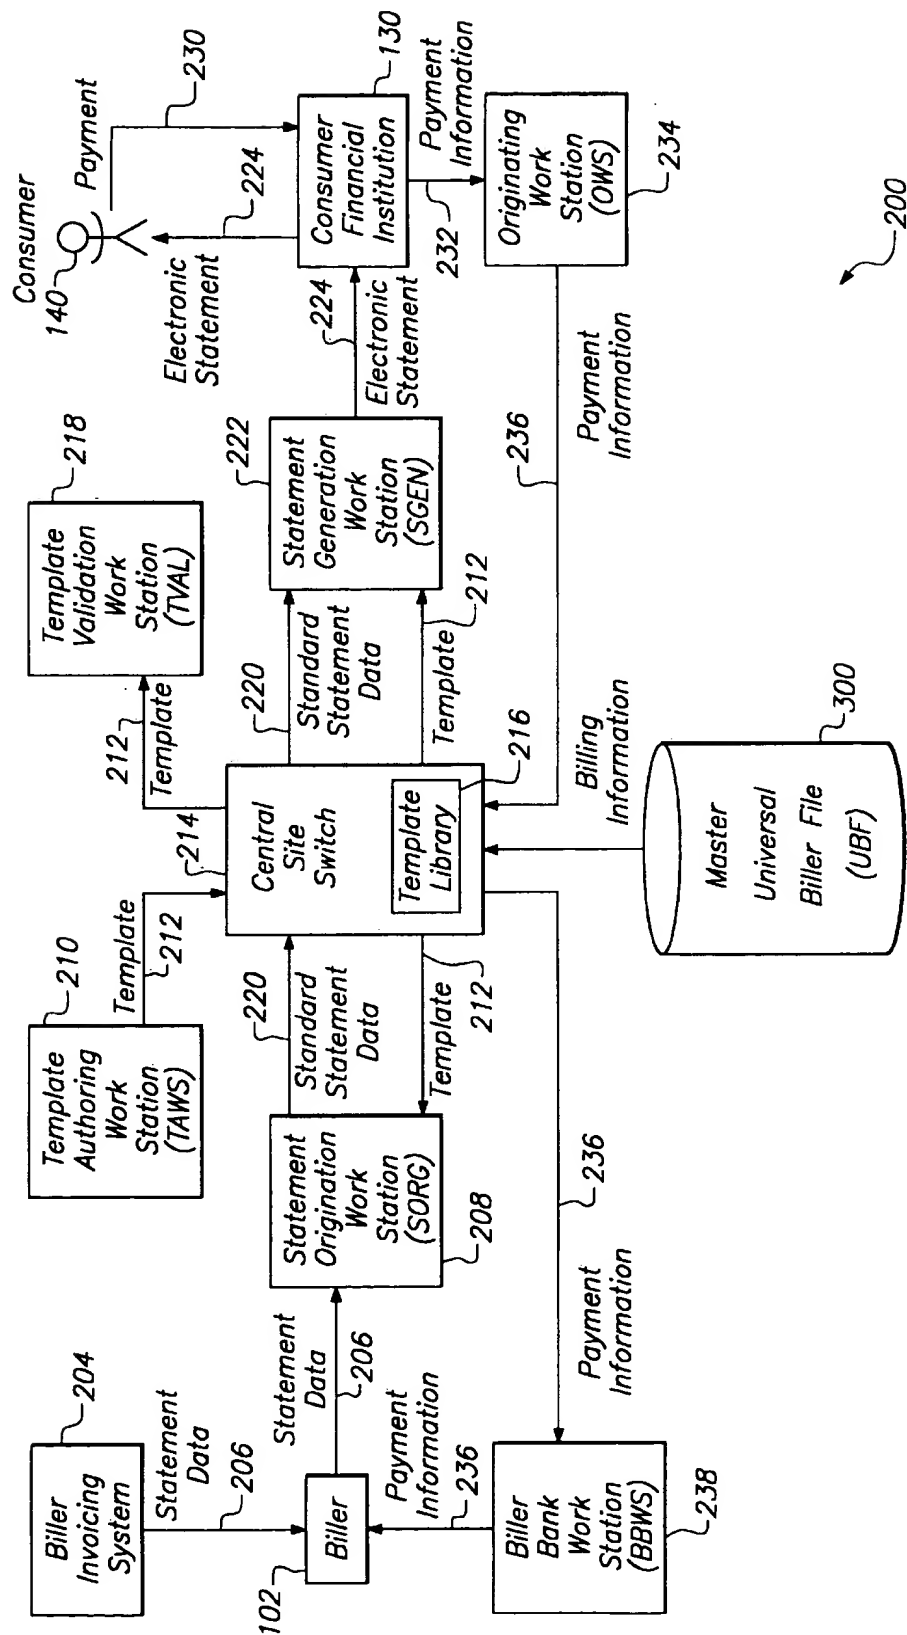 Biller
Invoicing
System
204
Statement
Data
206
Biller
102
Statement
Data
206
Payment
Information
236
Biller
Bank
Work
Station
(BBWS)
238
Template
Authoring
Work
Station
(TAWS)
210
Template
212
Statement
Origination
Work
Station
(SORG)
208
220
Standard
Statement
Data
Template
212
Payment
Information
236
214
Central
Site
Switch
Template
Library
216
212
Template
Template
Validation
Work
Station
(TVAL)
218
220
Standard
Statement
Data
Template
212
Billing
Information
Master
Universal
Biller File
(UBF)
300
Statement
Generation
Work
Station
(SGEN)
222
224
Electronic
Statement
Electronic
Statement
224
Consumer
140
Payment
230
Consumer
Financial
Institution
130
Payment
Information
232
Originating
Work
Station
(OWS)
234
236
Payment
Information
200